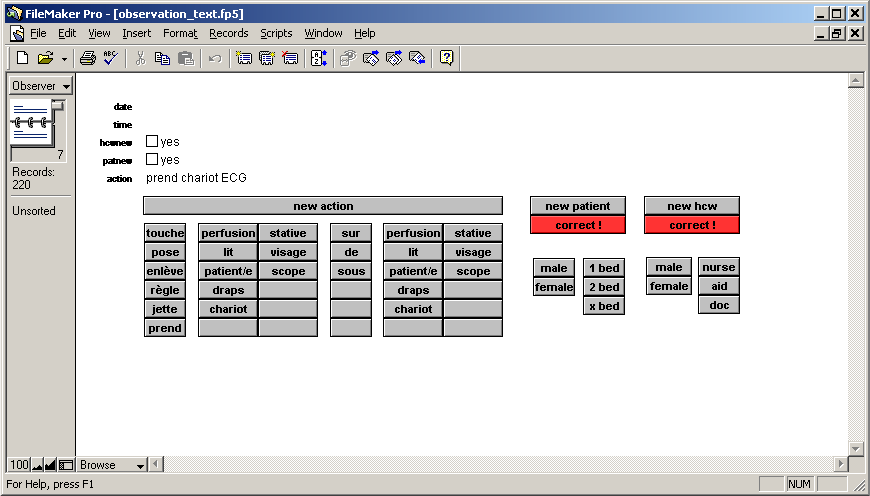 FileMaker Pro - [observation_text.fp5]
File Edit View Insert Format Records Scripts Window Help
Observer
7
Records:
220
Unsorted
date
time
hcwnew yes
patnew yes
action prend chariot ECG
new action new patient new hcw
correct ! correct !
touche perfusion stative sur perfusion stative
pose lit visage de lit visage
enlève patient/e scope sous patient/e scope
règle draps draps
jette chariot chariot
prend
male 1 bed male nurse
female 2 bed female aid
x bed doc
100 Browse
For Help, press F1 NUM